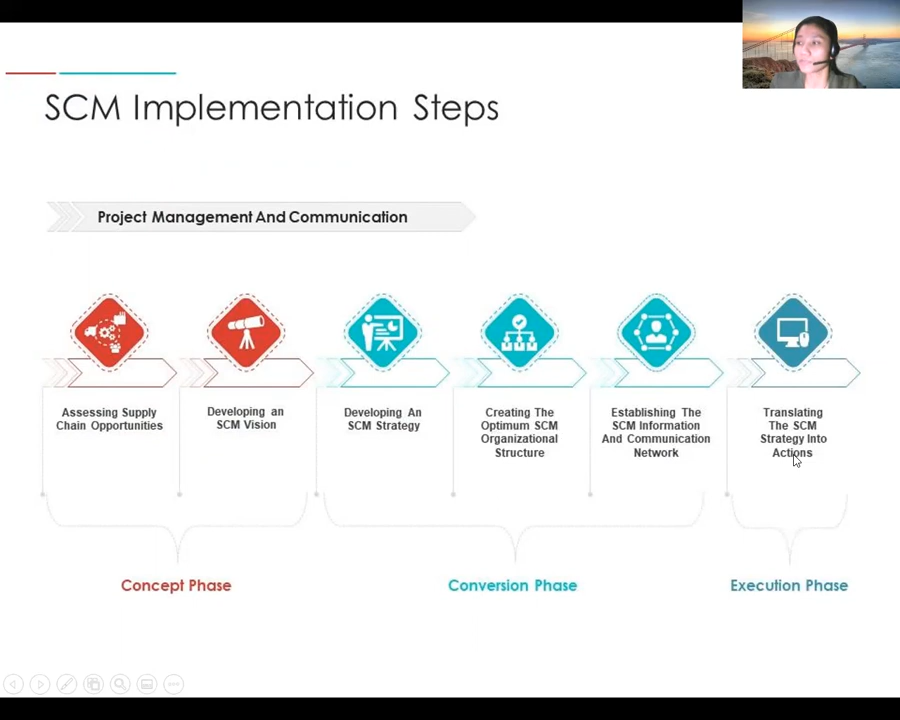 SCM Implementation Steps
Project Management And Communication
Assessing Supply
Chain Opportunities
Developing an
SCM Vision
Developing An
SCM Strategy
Creating The
Optimum SCM
Organizational
Structure
Establishing The
SCM Information
And Communication
Network
Translating
The SCM
Strategy Into
Actions
Concept Phase
Conversion Phase
Execution Phase